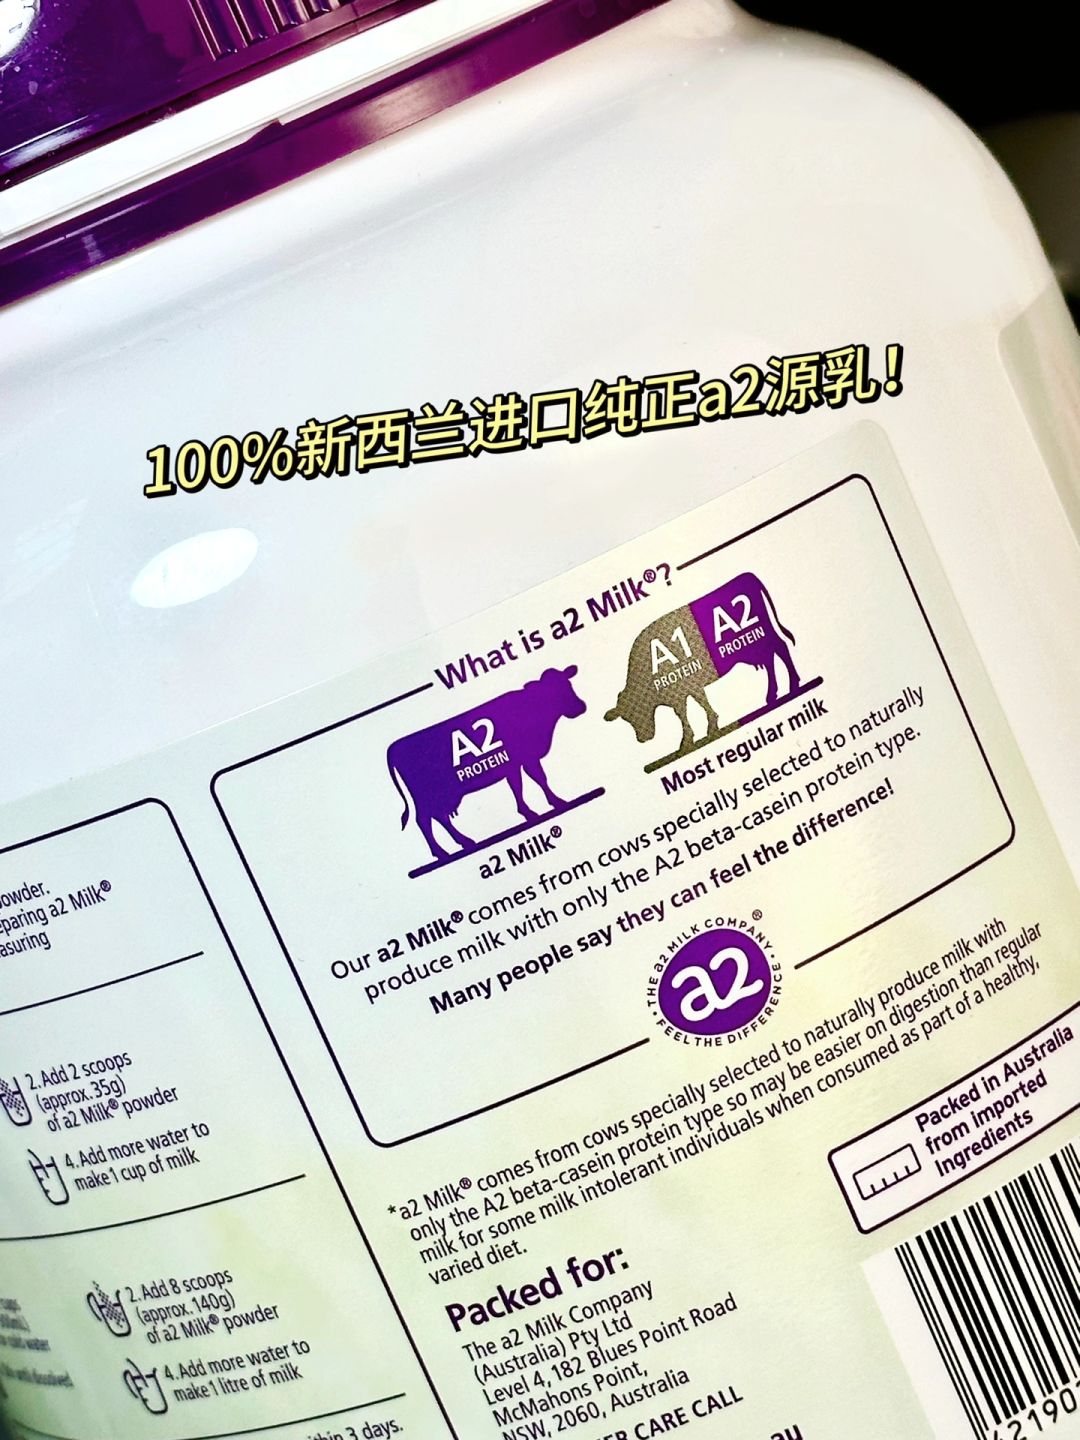 100%新西兰进口纯正a2源乳！
What is a2 Milk®?
A2
PROTEIN
A1
PROTEIN
A2
PROTEIN
a2 Milk®
Most regular milk
Our a2 Milk® comes from cows specially selected to naturally
produce milk with only the A2 beta-casein protein type.
Many people say they can feel the difference!
THE a2 MILK COMPANY®
a2
FEEL THE DIFFERENCE
*a2 Milk® comes from cows specially selected to naturally produce milk with
only the A2 beta-casein protein type so may be easier on digestion than regular
milk for some milk intolerant individuals when consumed as part of a healthy,
varied diet.
Packed for:
The a2 Milk Company
(Australia) Pty Ltd
Level 4, 182 Blues Point Road
McMahons Point,
NSW, 2060, Australia
CARE CALL
Packed in Australia
from imported
Ingredients
a2 Milk®
2. Add 2 scoops
(approx. 35g)
of a2 Milk® powder
4. Add more water to
make 1 cup of milk
2. Add 8 scoops
(approx. 140g)
of a2 Milk® powder
4. Add more water to
make 1 litre of milk
3 days.